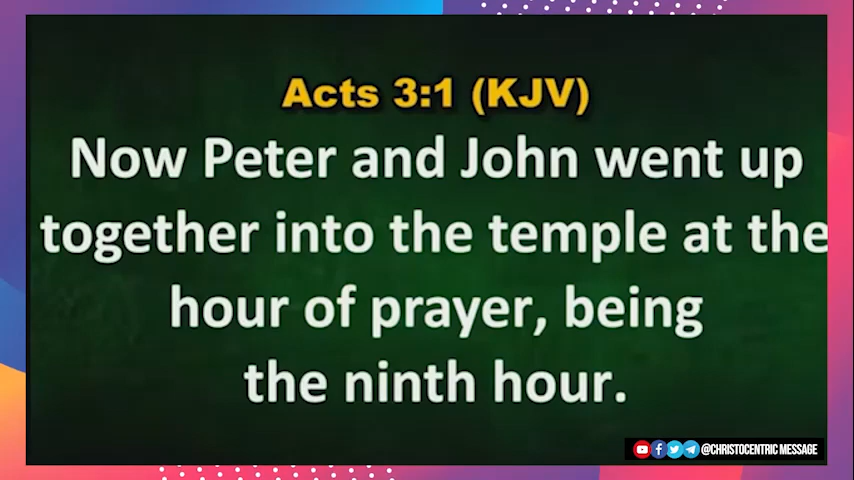 Acts 3:1 (KJV)
Now Peter and John went up
together into the temple at the
hour of prayer, being
the ninth hour.
@CHRISTOCENTRIC MESSAGE